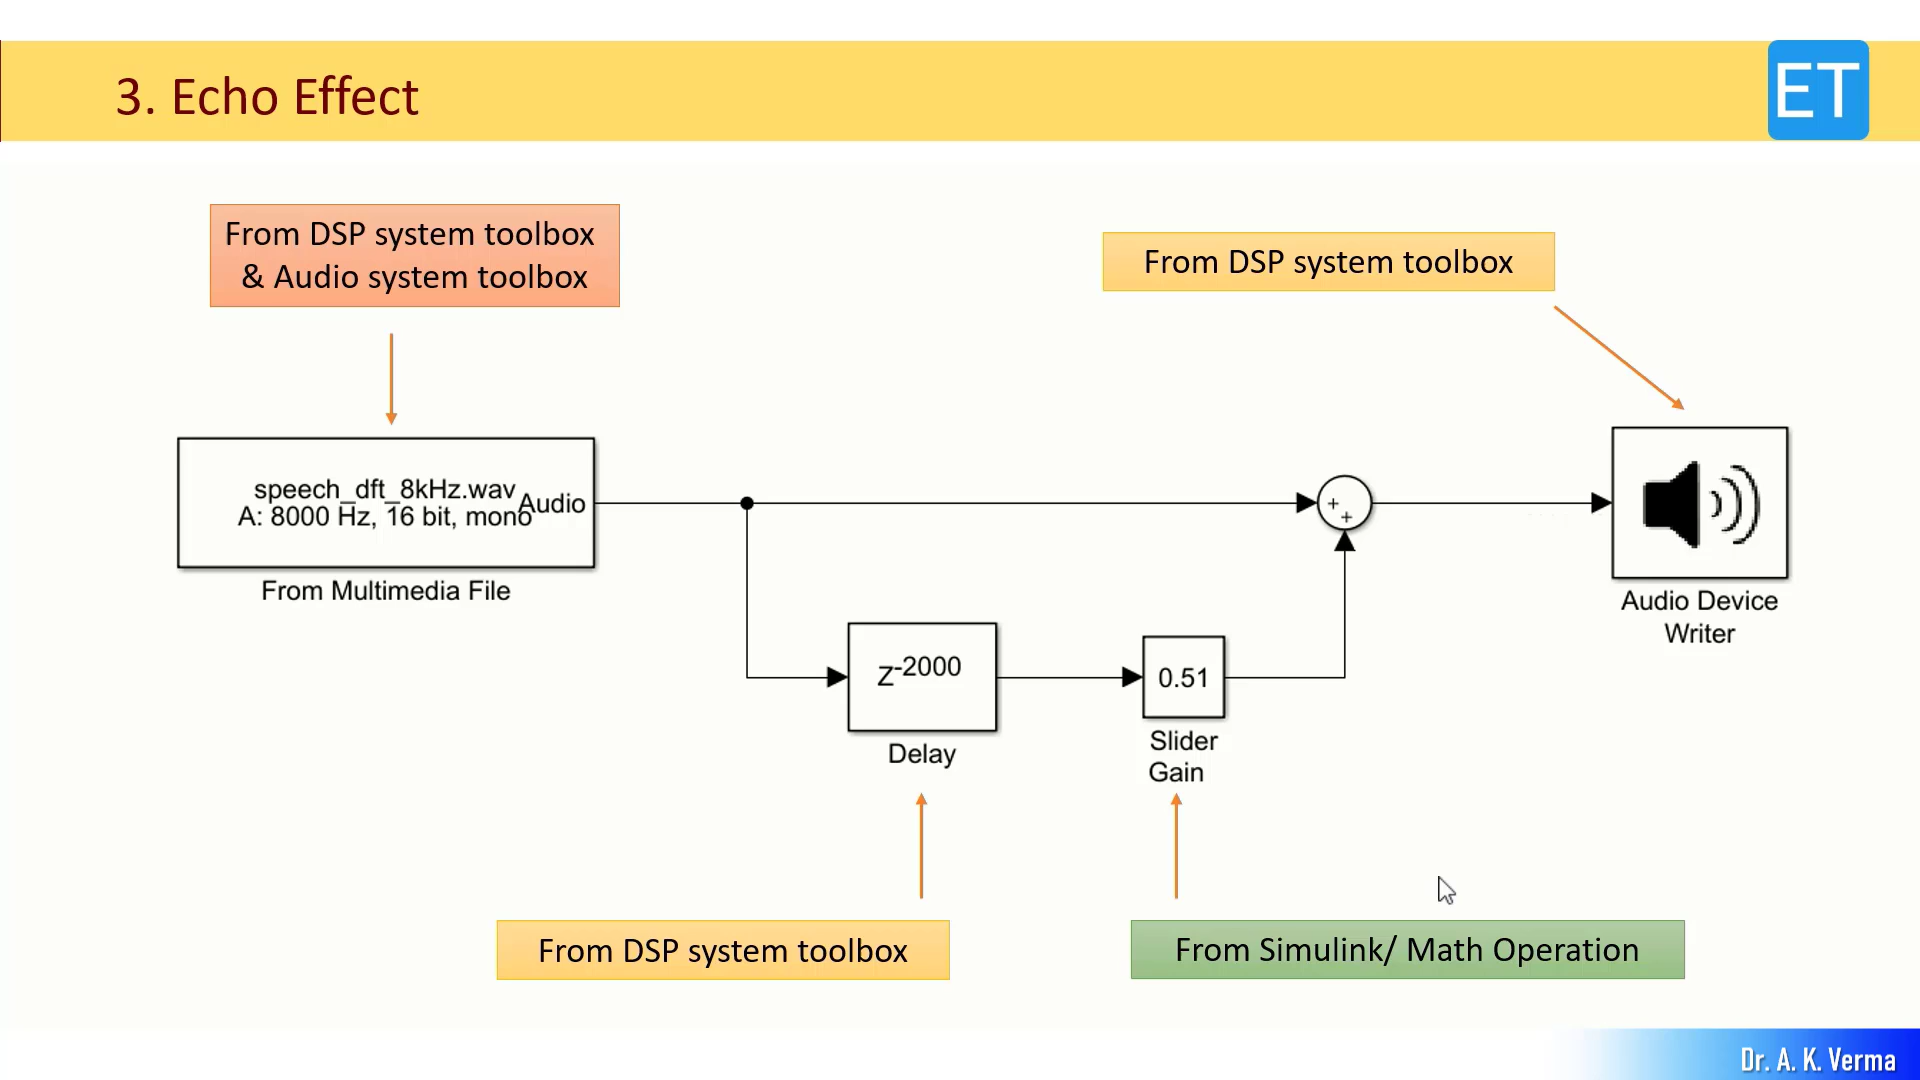 3. Echo Effect
ET
From DSP system toolbox
& Audio system toolbox
From DSP system toolbox
speech_dft_8kHz.wav
A: 8000 Hz, 16 bit, mono
Audio
From Multimedia File
+
+
Audio Device
Writer
Z-2000
Delay
0.51
Slider
Gain
From DSP system toolbox
From Simulink/ Math Operation
Dr. A. K. Verma